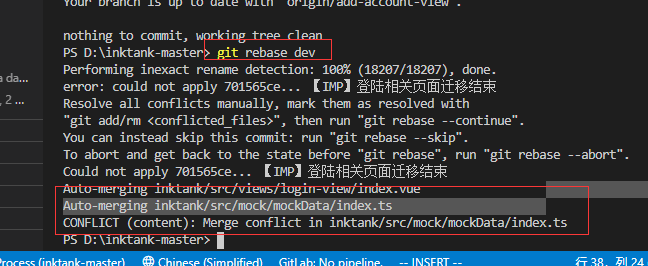 Your branch is up to date with 'origin/add-account-view'.
nothing to commit, working tree clean
PS D:\inktank-master> git rebase dev
Performing inexact rename detection: 100% (18207/18207), done.
error: could not apply 701565ce... 【IMP】登陆相关页面迁移结束
Resolve all conflicts manually, mark them as resolved with
"git add/rm <conflicted_files>", then run "git rebase --continue".
You can instead skip this commit: run "git rebase --skip".
To abort and get back to the state before "git rebase", run "git rebase --abort".
Could not apply 701565ce... 【IMP】登陆相关页面迁移结束
Auto-merging inktank/src/views/login-view/index.vue
Auto-merging inktank/src/mock/mockData/index.ts
CONFLICT (content): Merge conflict in inktank/src/mock/mockData/index.ts
PS D:\inktank-master>
a da...
, 2 ...
Process (inktank-master) Chinese (Simplified) GitLab: No pipeline. -- INSERT -- 行 38，列 24